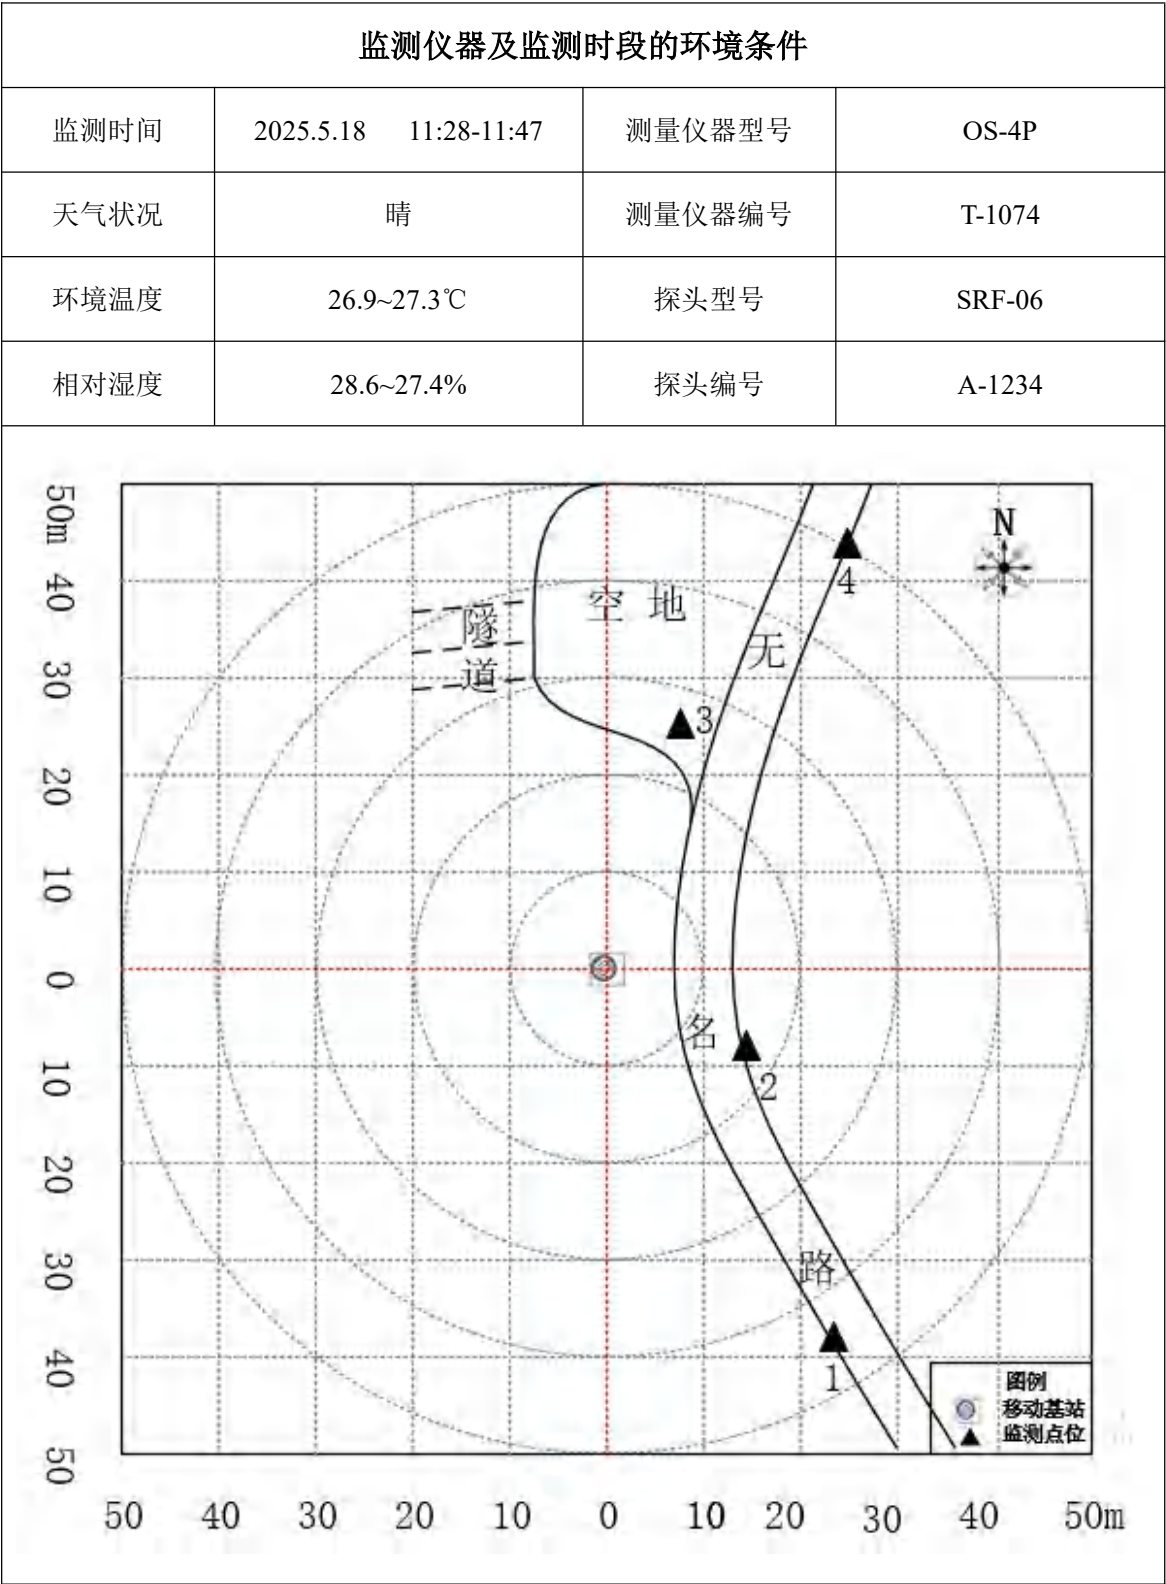 监测仪器及监测时段的环境条件
监测时间 2025.5.18 11:28-11:47 测量仪器型号 OS-4P
天气状况 晴 测量仪器编号 T-1074
环境温度 26.9~27.3℃ 探头型号 SRF-06
相对湿度 28.6~27.4% 探头编号 A-1234
50m
40
30
20
10
0
10
20
30
40
50
N
4
空地
隧
道
无
3
名
2
路
1
图例
移动基站
监测点位
50 40 30 20 10 0 10 20 30 40 50m